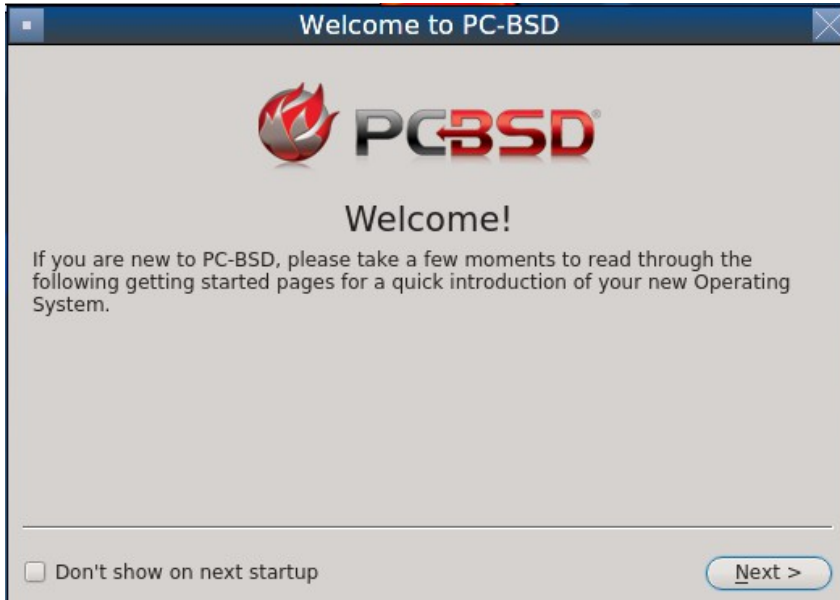 Welcome to PC-BSD
PCBSD®
Welcome!
If you are new to PC-BSD, please take a few moments to read through the
following getting started pages for a quick introduction of your new Operating
System.
Don't show on next startup
Next >